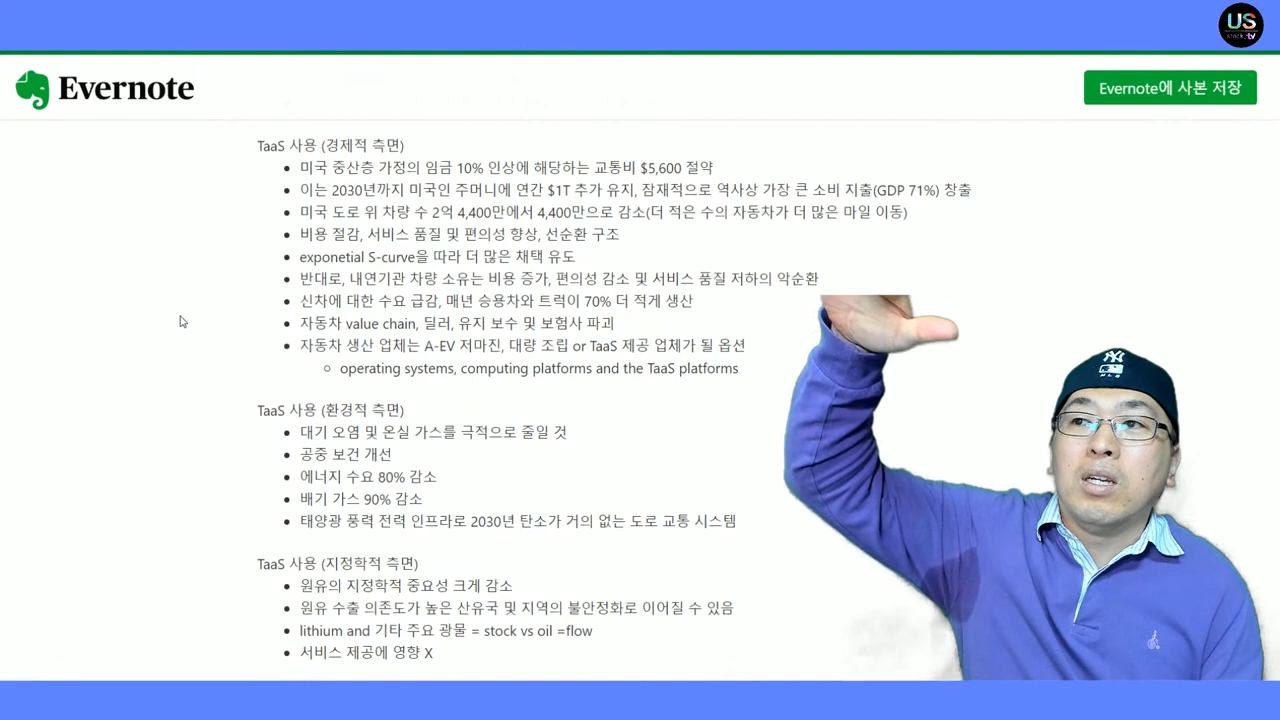 US
stock tv
Evernote
Evernote에 사본 저장
TaaS 사용 (경제적 측면)
미국 중산층 가정의 임금 10% 인상에 해당하는 교통비 $5,600 절약
이는 2030년까지 미국인 주머니에 연간 $1T 추가 유지, 잠재적으로 역사상 가장 큰 소비 지출(GDP 71%) 창출
미국 도로 위 차량 수 2억 4,400만에서 4,400만으로 감소(더 적은 수의 자동차가 더 많은 마일 이동)
비용 절감, 서비스 품질 및 편의성 향상, 선순환 구조
exponetial S-curve을 따라 더 많은 채택 유도
반대로, 내연기관 차량 소유는 비용 증가, 편의성 감소 및 서비스 품질 저하의 악순환
신차에 대한 수요 급감, 매년 승용차와 트럭이 70% 더 적게 생산
자동차 value chain, 딜러, 유지 보수 및 보험사 파괴
자동차 생산 업체는 A-EV 저마진, 대량 조립 or TaaS 제공 업체가 될 옵션
operating systems, computing platforms and the TaaS platforms
TaaS 사용 (환경적 측면)
대기 오염 및 온실 가스를 극적으로 줄일 것
공중 보건 개선
에너지 수요 80% 감소
배기 가스 90% 감소
태양광 풍력 전력 인프라로 2030년 탄소가 거의 없는 도로 교통 시스템
TaaS 사용 (지정학적 측면)
원유의 지정학적 중요성 크게 감소
원유 수출 의존도가 높은 산유국 및 지역의 불안정화로 이어질 수 있음
lithium and 기타 주요 광물 = stock vs oil =flow
서비스 제공에 영향 X